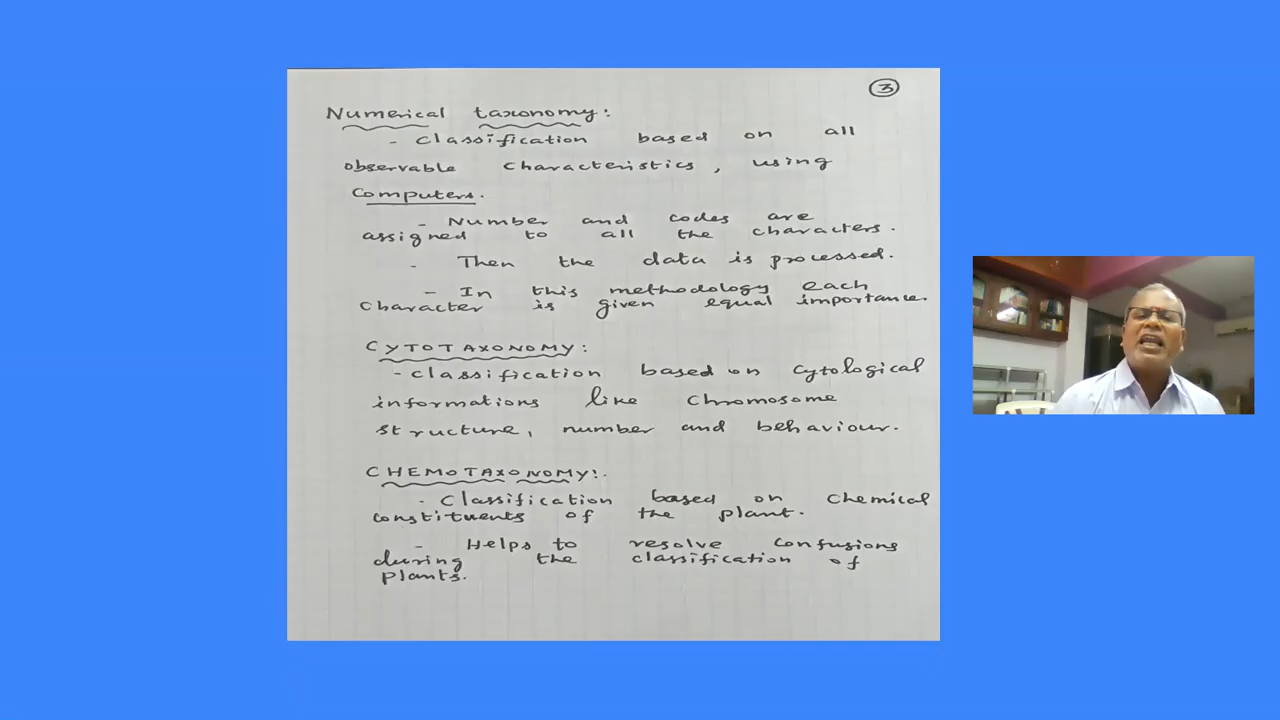 3
Numerical taxonomy:
- Classification based on all
observable characteristics, using
Computers.
- Number and codes are
assigned to all the characters.
- Then the data is processed.
- In this methodology each
character is given equal importance.
CYTOTAXONOMY:
- Classification based on cytological
informations like chromosome
structure, number and behaviour.
CHEMOTAXONOMY:.
- Classification based on chemical
constituents of the plant.
- Helps to resolve confusions
during the classification of
plants.